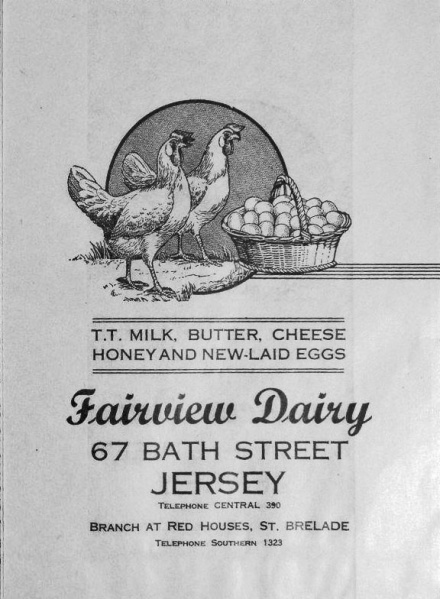 T.T. MILK, BUTTER, CHEESE
HONEY AND NEW-LAID EGGS
Fairview Dairy
67 BATH STREET
JERSEY
TELEPHONE CENTRAL 390
BRANCH AT RED HOUSES, ST. BRELADE
TELEPHONE SOUTHERN 1323